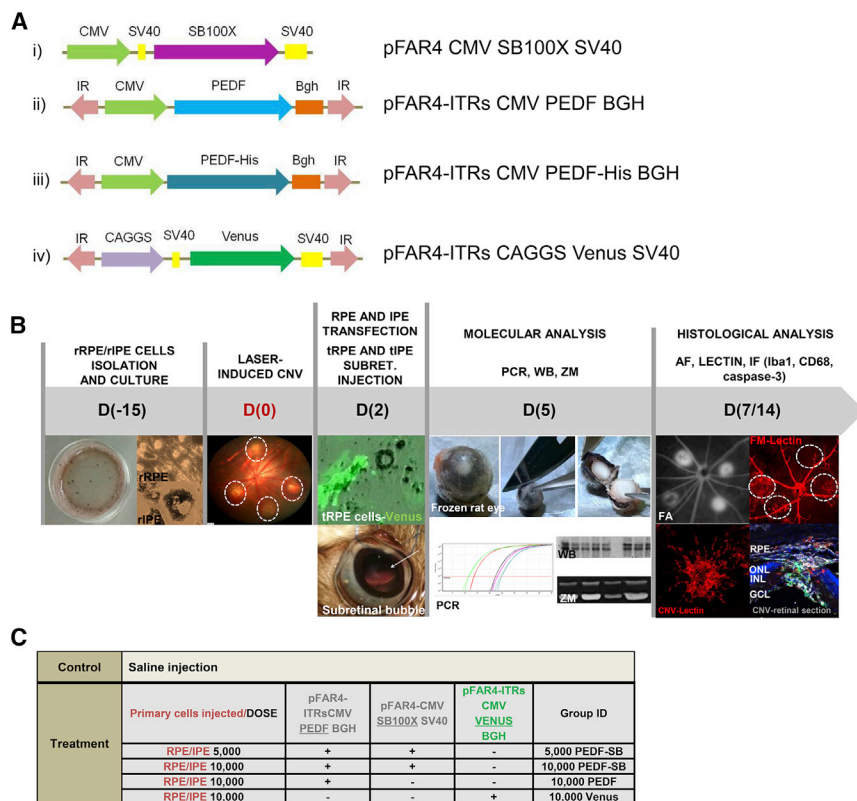 A
CMV SV40 SB100X SV40
i) pFAR4 CMV SB100X SV40
IR CMV PEDF Bgh IR
ii) pFAR4-ITRs CMV PEDF BGH
IR CMV PEDF-His Bgh IR
iii) pFAR4-ITRs CMV PEDF-His BGH
IR CAGGS SV40 Venus SV40 IR
iv) pFAR4-ITRs CAGGS Venus SV40
B
rRPE/rIPE CELLS
ISOLATION
AND CULTURE
D(-15)
rRPE
rIPE
LASER-
INDUCED CNV
D(0)
RPE AND IPE
TRANSFECTION
tRPE AND tIPE
SUBRET.
INJECTION
D(2)
tRPE cells-Venus
Subretinal bubble
MOLECULAR ANALYSIS
PCR, WB, ZM
D(5)
Frozen rat eye
PCR
WB
ZM
HISTOLOGICAL ANALYSIS
AF, LECTIN, IF (Iba1, CD68,
caspase-3)
D(7/14)
FA
FM-Lectin
CNV-Lectin
RPE
ONL
INL
GCL
CNV-retinal section
C
Control Saline injection
Treatment
Primary cells injected/DOSE
pFAR4-
ITRsCMV
PEDF BGH
pFAR4-CMV
SB100X SV40
pFAR4-ITRs
CMV
VENUS
BGH
Group ID
RPE/IPE 5,000 + + - 5,000 PEDF-SB
RPE/IPE 10,000 + + - 10,000 PEDF-SB
RPE/IPE 10,000 + - - 10,000 PEDF
RPE/IPE 10,000 - - + 10,000 Venus